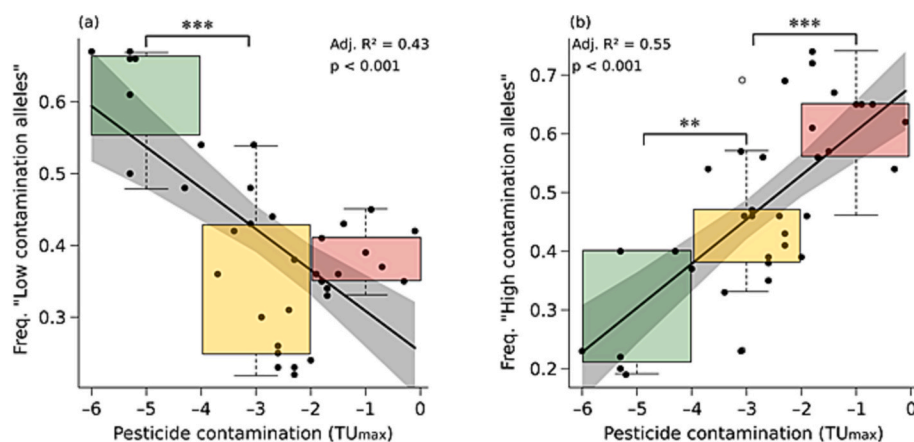 (a)
***
Adj. R² = 0.43
p < 0.001
0.6
0.5
0.4
0.3
Freq. "Low contamination alleles"
−6 −5 −4 −3 −2 −1 0
Pesticide contamination (TUmax)
(b)
***
Adj. R² = 0.55
p < 0.001
**
0.7
0.6
0.5
0.4
0.3
0.2
Freq. "High contamination alleles"
−6 −5 −4 −3 −2 −1 0
Pesticide contamination (TUmax)